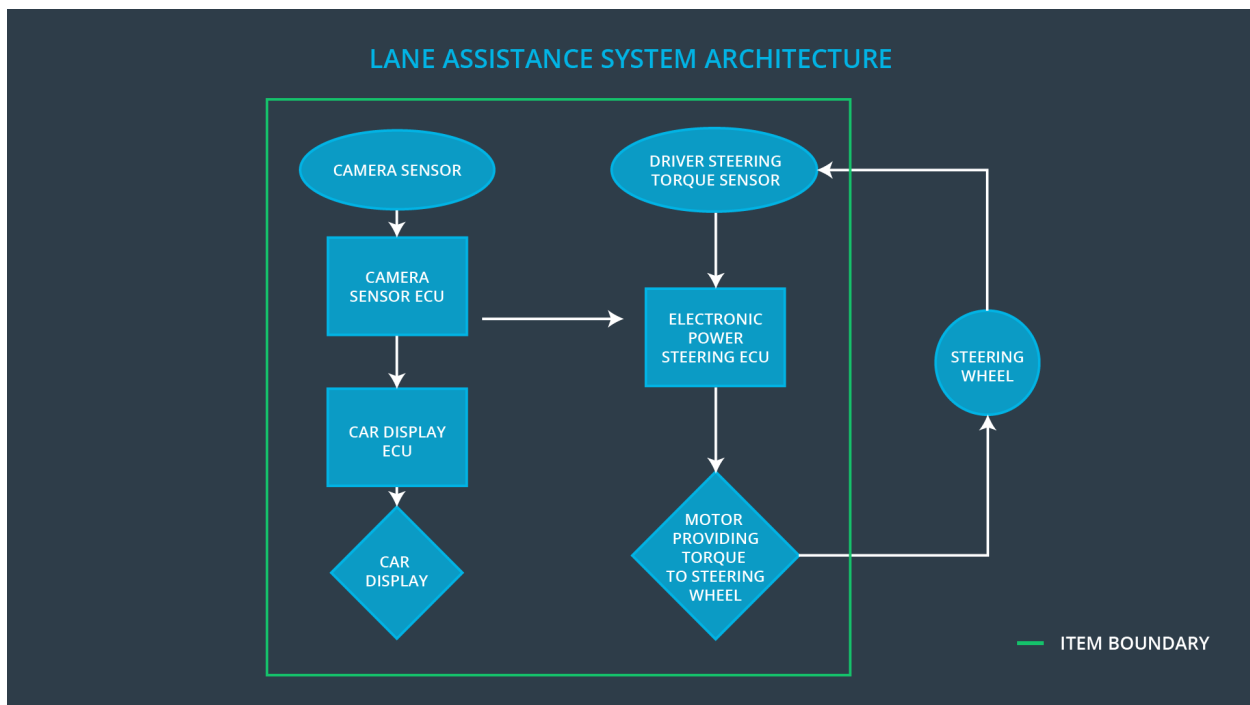 LANE ASSISTANCE SYSTEM ARCHITECTURE
CAMERA SENSOR
DRIVER STEERING
TORQUE SENSOR
CAMERA
SENSOR ECU
ELECTRONIC
POWER
STEERING ECU
STEERING
WHEEL
CAR DISPLAY
ECU
CAR
DISPLAY
MOTOR
PROVIDING
TORQUE
TO STEERING
WHEEL
ITEM BOUNDARY